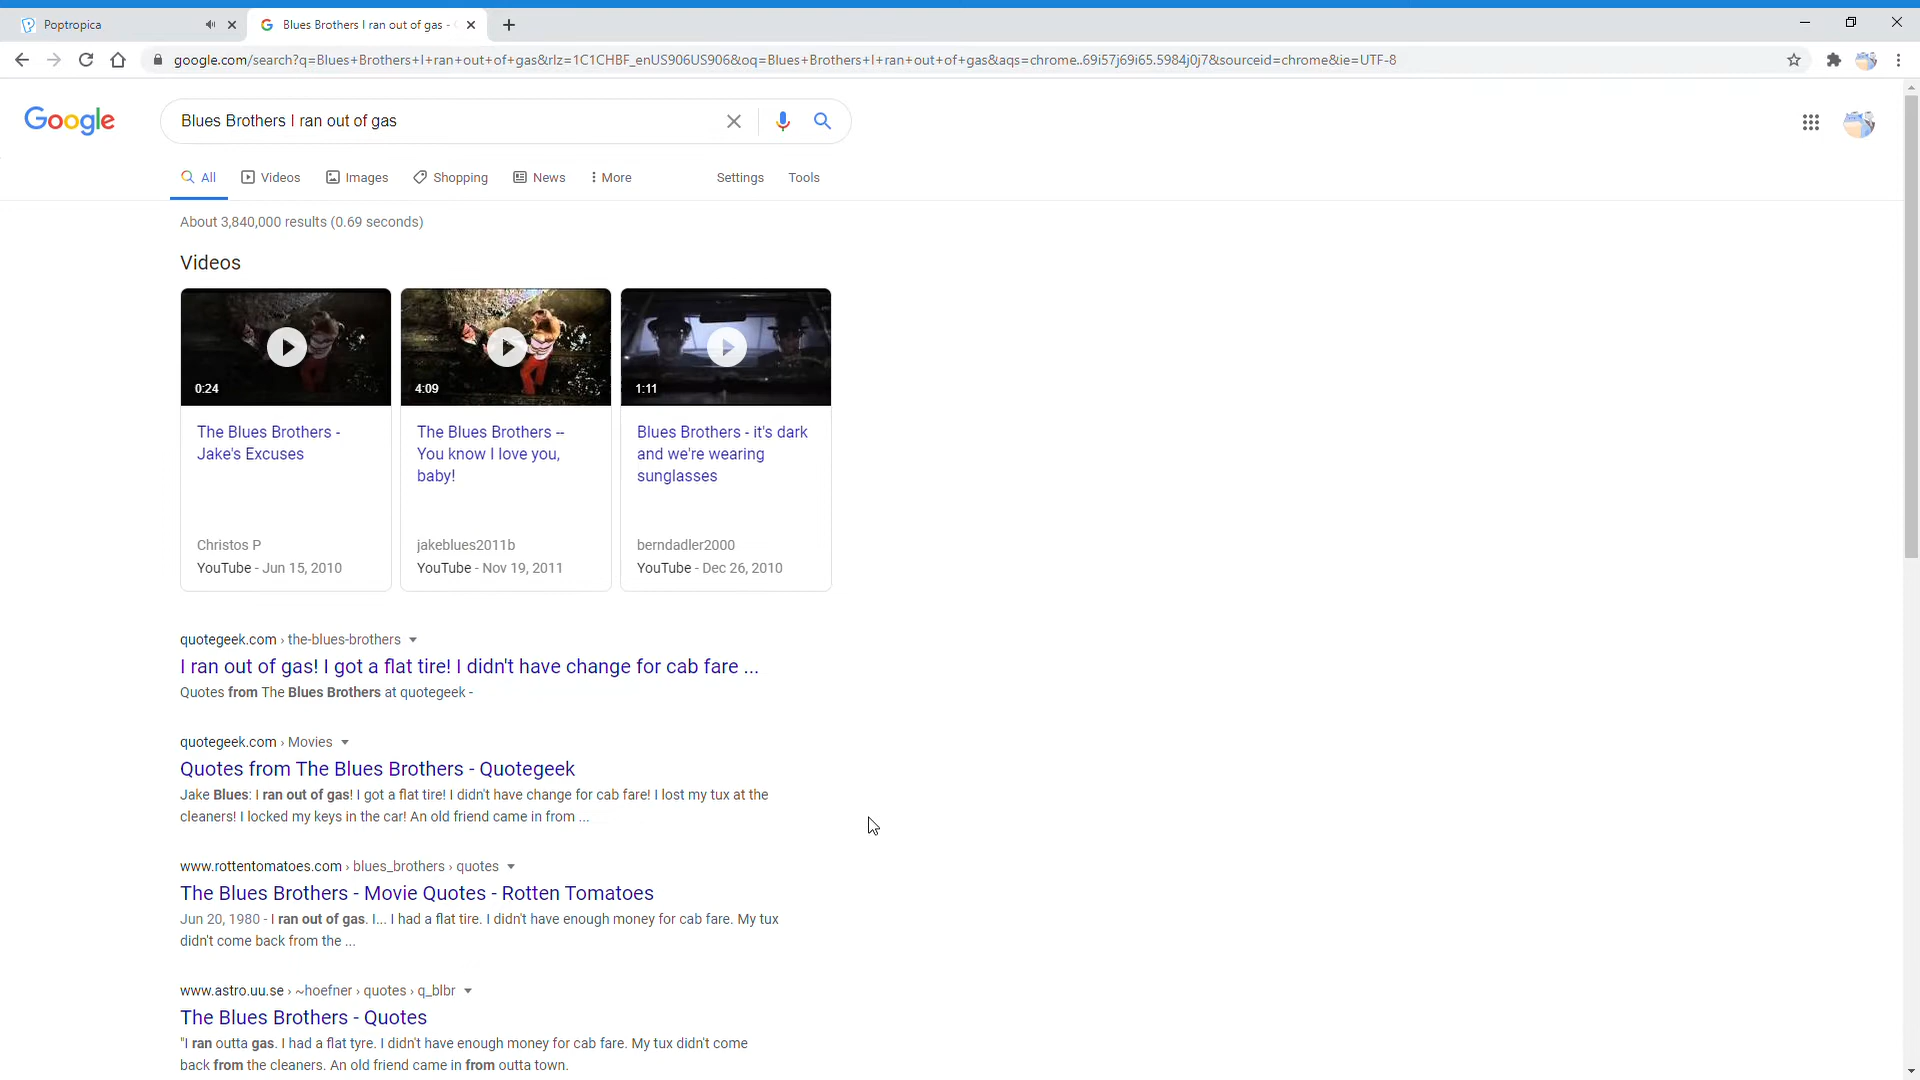 Poptropica
Blues Brothers I ran out of gas -
google.com/search?q=Blues+Brothers+I+ran+out+of+gas&rlz=1C1CHBF_enUS906US906&oq=Blues+Brothers+I+ran+out+of+gas&aqs=chrome..69i57j69i65.5984j0j7&sourceid=chrome&ie=UTF-8
Google
Blues Brothers I ran out of gas
All Videos Images Shopping News More Settings Tools
About 3,840,000 results (0.69 seconds)
Videos
0:24 4:09 1:11
The Blues Brothers -
Jake's Excuses
Christos P
YouTube - Jun 15, 2010
The Blues Brothers --
You know I love you,
baby!
jakeblues2011b
YouTube - Nov 19, 2011
Blues Brothers - it's dark
and we're wearing
sunglasses
berndadler2000
YouTube - Dec 26, 2010
quotegeek.com › the-blues-brothers
I ran out of gas! I got a flat tire! I didn't have change for cab fare ...
Quotes from The Blues Brothers at quotegeek -
quotegeek.com › Movies
Quotes from The Blues Brothers - Quotegeek
Jake Blues: I ran out of gas! I got a flat tire! I didn't have change for cab fare! I lost my tux at the
cleaners! I locked my keys in the car! An old friend came in from ...
www.rottentomatoes.com › blues_brothers › quotes
The Blues Brothers - Movie Quotes - Rotten Tomatoes
Jun 20, 1980 - I ran out of gas. I... I had a flat tire. I didn't have enough money for cab fare. My tux
didn't come back from the ...
www.astro.uu.se › ~hoefner › quotes › q_blbr
The Blues Brothers - Quotes
"I ran outta gas. I had a flat tyre. I didn't have enough money for cab fare. My tux didn't come
back from the cleaners. An old friend came in from outta town.